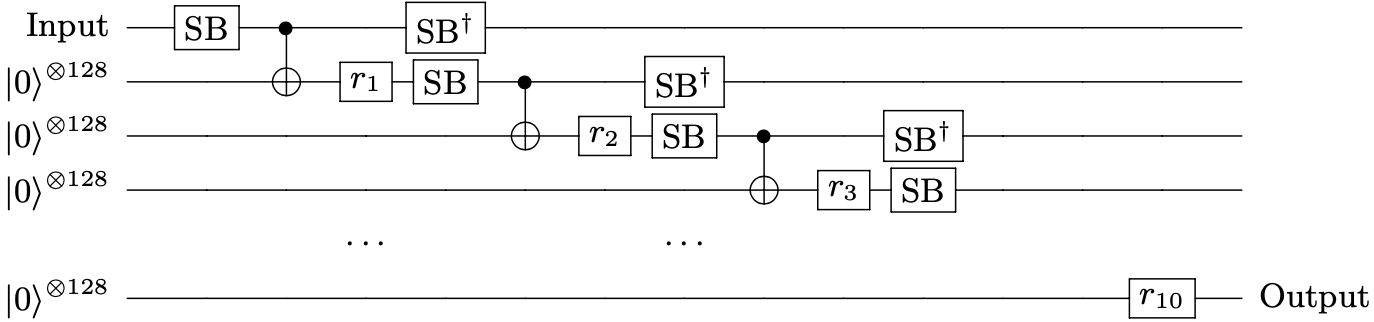 Input SB SB†
|0⟩⊗128 r₁ SB SB†
|0⟩⊗128 r₂ SB SB†
|0⟩⊗128 r₃ SB
... ...
|0⟩⊗128 r₁₀ Output